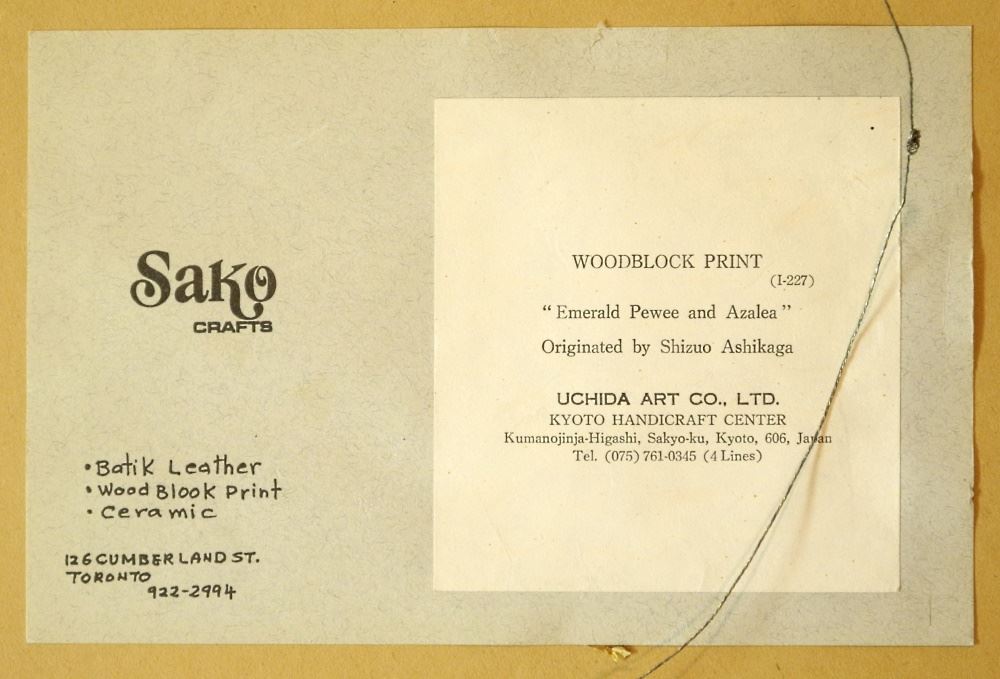 Sako
CRAFTS
• Batik Leather
• Wood Blook Print
• Ceramic
126 CUMBERLAND ST.
TORONTO
922-2994
WOODBLOCK PRINT
(I-227)
“Emerald Pewee and Azalea”
Originated by Shizuo Ashikaga
UCHIDA ART CO., LTD.
KYOTO HANDICRAFT CENTER
Kumanojinja-Higashi, Sakyo-ku, Kyoto, 606, Japan
Tel. (075) 761-0345 (4 Lines)